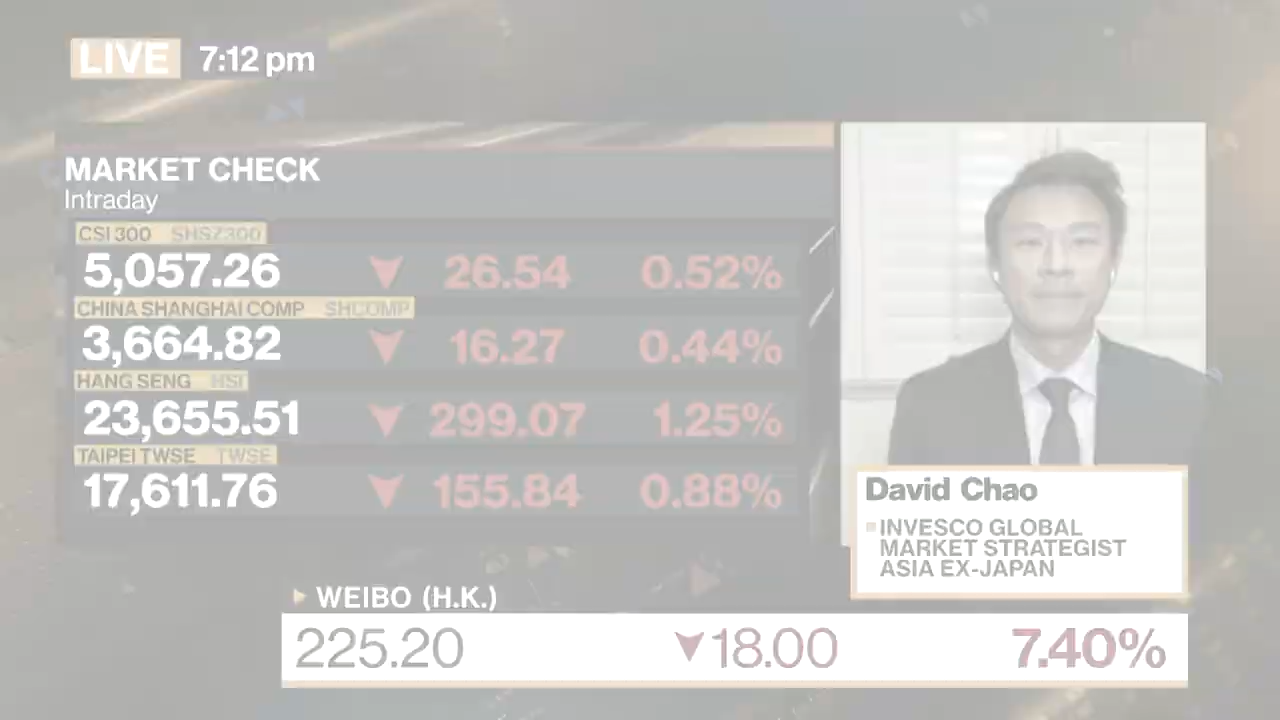 LIVE 7:12 pm
MARKET CHECK
Intraday
CSI 300 SHSZ300
5,057.26 26.54 0.52%
CHINA SHANGHAI COMP SHCOMP
3,664.82 16.27 0.44%
HANG SENG HSI
23,655.51 299.07 1.25%
TAIPEI TWSE TWSE
17,611.76 155.84 0.88%
David Chao
INVESCO GLOBAL
MARKET STRATEGIST
ASIA EX-JAPAN
WEIBO (H.K.)
225.20 18.00 7.40%